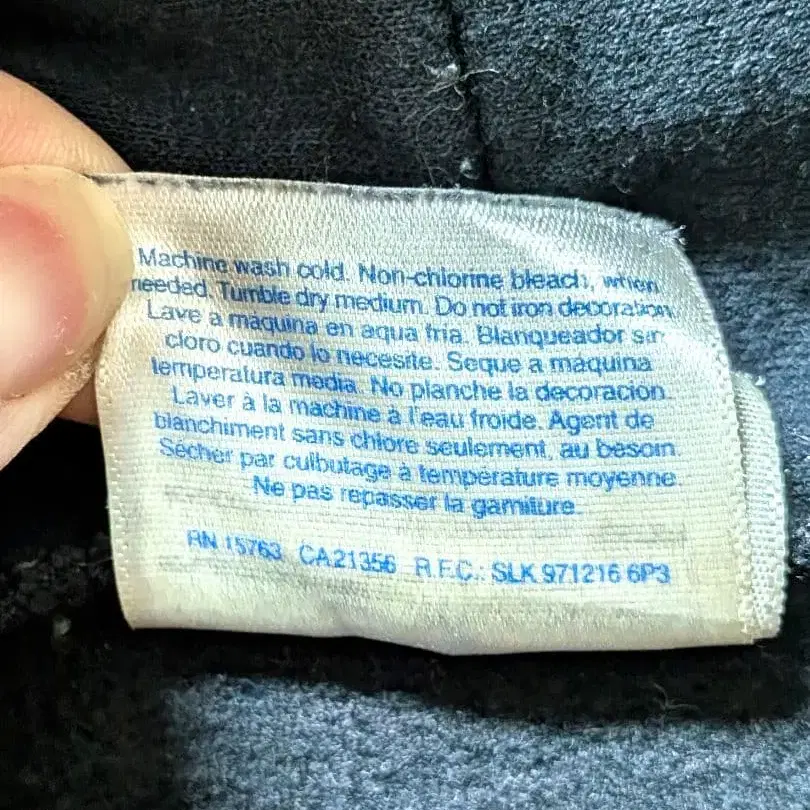 Machine wash cold. Non-chlorine bleach, when
needed. Tumble dry medium. Do not iron decoration.
Lave a maquina en aqua fria. Blanqueador sin
cloro cuando lo necesite. Seque a maquina
temperatura media. No planche la decoracion.
Laver à la machine à l'eau froide. Agent de
blanchiment sans chlore seulement, au besoin.
Sécher par culbutage à température moyenne.
Ne pas repasser la garniture.
RN 15763 CA21356 R.F.C.: SLK 971216 6P3